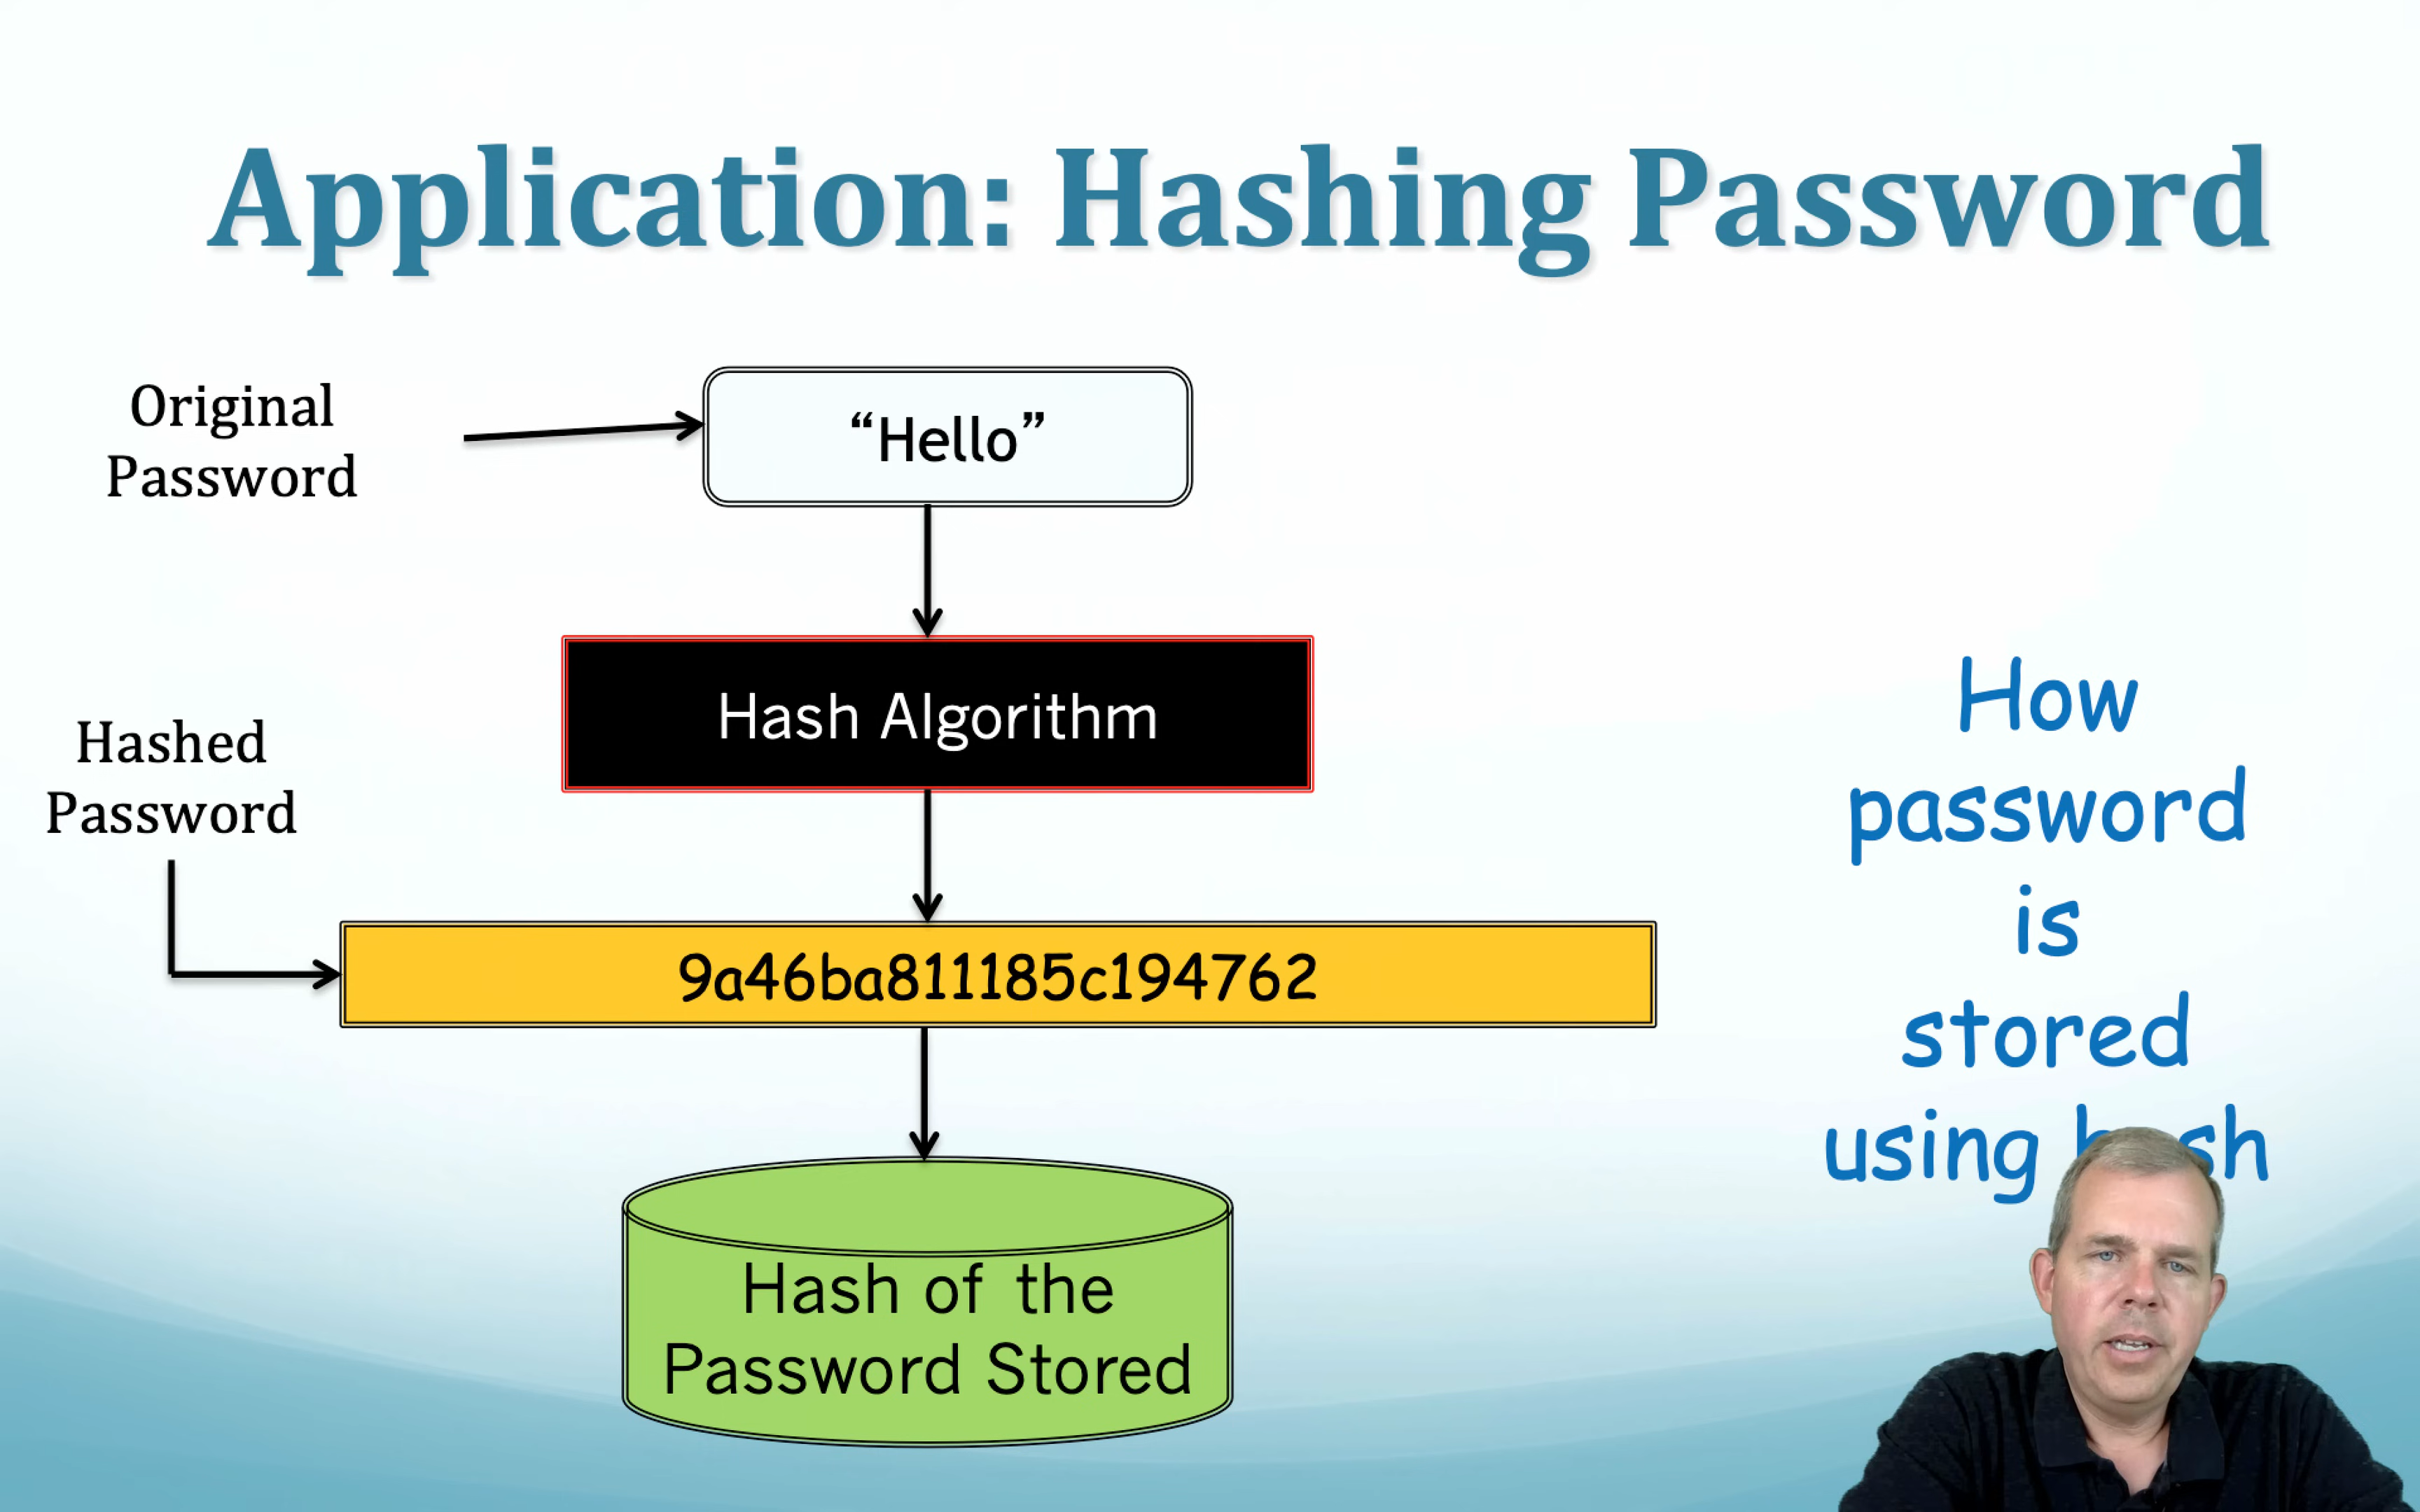 Application: Hashing Password
Original
Password
“Hello”
Hash Algorithm
Hashed
Password
9a46ba811185c194762
Hash of the
Password Stored
How
password
is
stored
using